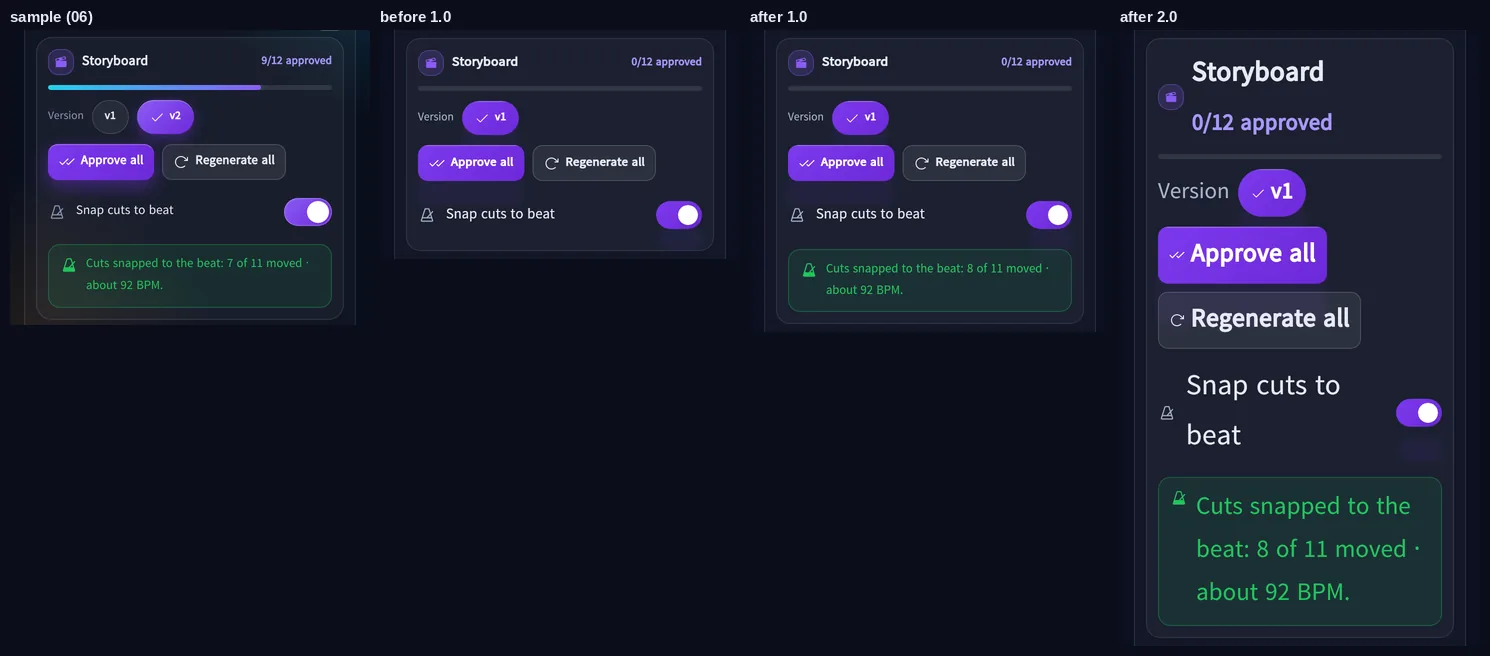 sample (06)
Storyboard
9/12 approved
Version
v1
v2
Approve all
Regenerate all
Snap cuts to beat
Cuts snapped to the beat: 7 of 11 moved ·
about 92 BPM.
before 1.0
Storyboard
0/12 approved
Version
v1
Approve all
Regenerate all
Snap cuts to beat
after 1.0
Storyboard
0/12 approved
Version
v1
Approve all
Regenerate all
Snap cuts to beat
Cuts snapped to the beat: 8 of 11 moved ·
about 92 BPM.
after 2.0
Storyboard
0/12 approved
Version
v1
Approve all
Regenerate all
Snap cuts to
beat
Cuts snapped to the
beat: 8 of 11 moved ·
about 92 BPM.